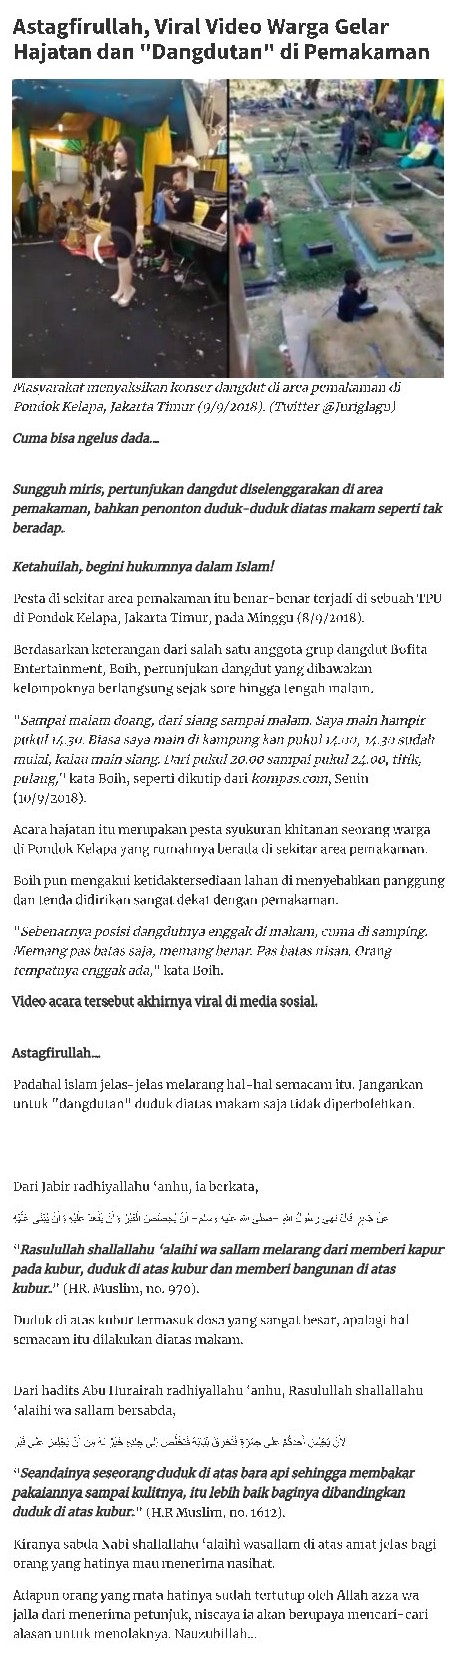 Astagfirullah, Viral Video Warga Gelar
Hajatan dan "Dangdutan" di Pemakaman
Masyarakat menyaksikan konser dangdut di area pemakaman di
Pondok Kelapa, Jakarta Timur (9/9/2018). (Twitter @Juriglagu)
Cuma bisa ngelus dada...
Sungguh miris, pertunjukan dangdut diselenggarakan di area
pemakaman, bahkan penonton duduk-duduk diatas makam seperti tak
beradap.
Ketahuilah, begini hukumnya dalam Islam!
Pesta di sekitar area pemakaman itu benar-benar terjadi di sebuah TPU
di Pondok Kelapa, Jakarta Timur, pada Minggu (8/9/2018).
Berdasarkan keterangan dari salah satu anggota grup dangdut Bofita
Entertainment, Boih, pertunjukan dangdut yang dibawakan
kelompoknya berlangsung sejak sore hingga tengah malam.
"Sampai malam doang, dari siang sampai malam. Saya main hampir
pukul 14.30. Biasa saya main di kampung kan pukul 14.00, 14.30 sudah
mulai, kalau main siang. Dari pukul 20.00 sampai pukul 24.00, titik,
pulang," kata Boih, seperti dikutip dari kompas.com, Senin
(10/9/2018).
Acara hajatan itu merupakan pesta syukuran khitanan seorang warga
di Pondok Kelapa yang rumahnya berada di sekitar area pemakaman.
Boih pun mengakui ketidaktersediaan lahan di menyebabkan panggung
dan tenda didirikan sangat dekat dengan pemakaman.
"Sebenarnya posisi dangdutnya enggak di makam, cuma di samping.
Memang pas batas saja, memang benar. Pas batas nisan. Orang
tempatnya enggak ada," kata Boih.
Video acara tersebut akhirnya viral di media sosial.
Astagfirullah...
Padahal islam jelas-jelas melarang hal-hal semacam itu. Jangankan
untuk "dangdutan" duduk diatas makam saja tidak diperbolehkan.
Dari Jabir radhiyallahu 'anhu, ia berkata,
عَنْ جَابِرٍ قَالَ نَهَى رَسُولُ اللَّهِ -صلى الله عليه وسلم- أَنْ يُجَصَّصَ الْقَبْرُ وَأَنْ يُقْعَدَ عَلَيْهِ وَأَنْ يُبْنَى عَلَيْهِ
"Rasulullah shallallahu 'alaihi wa sallam melarang dari memberi kapur
pada kubur, duduk di atas kubur dan memberi bangunan di atas
kubur." (HR. Muslim, no. 970).
Duduk di atas kubur termasuk dosa yang sangat besar, apalagi hal
semacam itu dilakukan diatas makam.
Dari hadits Abu Hurairah radhiyallahu 'anhu, Rasulullah shallallahu
'alaihi wa sallam bersabda,
لأَنْ يَجْلِسَ أَحَدُكُمْ عَلَى جَمْرَةٍ فَتُحْرِقَ ثِيَابَهُ فَتَخْلُصَ إِلَى جِلْدِهِ خَيْرٌ لَهُ مِنْ أَنْ يَجْلِسَ عَلَى قَبْرٍ
"Seandainya seseorang duduk di atas bara api sehingga membakar
pakaiannya sampai kulitnya, itu lebih baik baginya dibandingkan
duduk di atas kubur." (H.R Muslim, no. 1612).
Kiranya sabda Nabi shallallahu 'alaihi wasallam di atas amat jelas bagi
orang yang hatinya mau menerima nasihat.
Adapun orang yang mata hatinya sudah tertutup oleh Allah azza wa
jalla dari menerima petunjuk, niscaya ia akan berupaya mencari-cari
alasan untuk menolaknya. Nauzubillah...